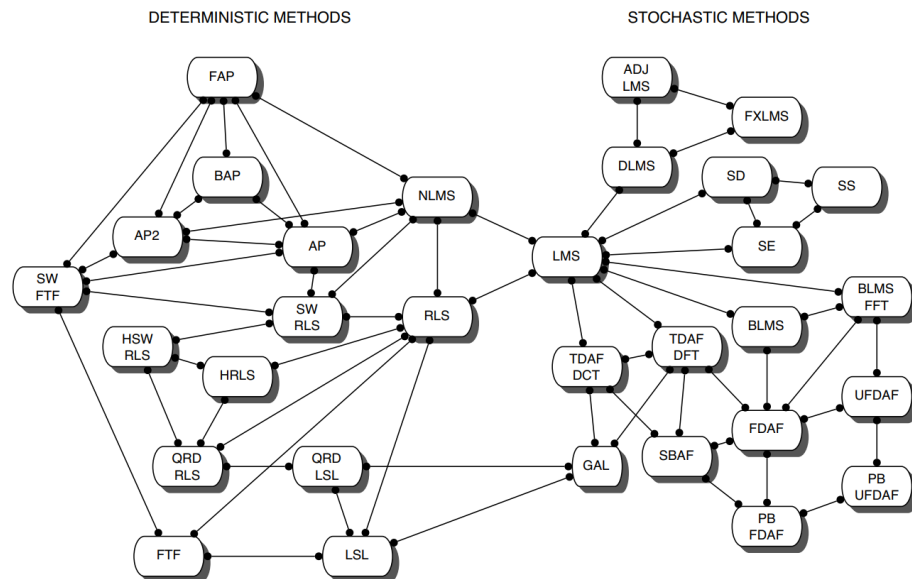 DETERMINISTIC METHODS
STOCHASTIC METHODS
FAP
ADJ
LMS
FXLMS
BAP
DLMS
NLMS
SD
SS
AP2
AP
SE
LMS
SW
FTF
SW
RLS
RLS
BLMS
BLMS
FFT
HSW
RLS
HRLS
TDAF
DCT
TDAF
DFT
UFDAF
QRD
RLS
QRD
LSL
GAL
SBAF
FDAF
PB
UFDAF
PB
FDAF
FTF
LSL